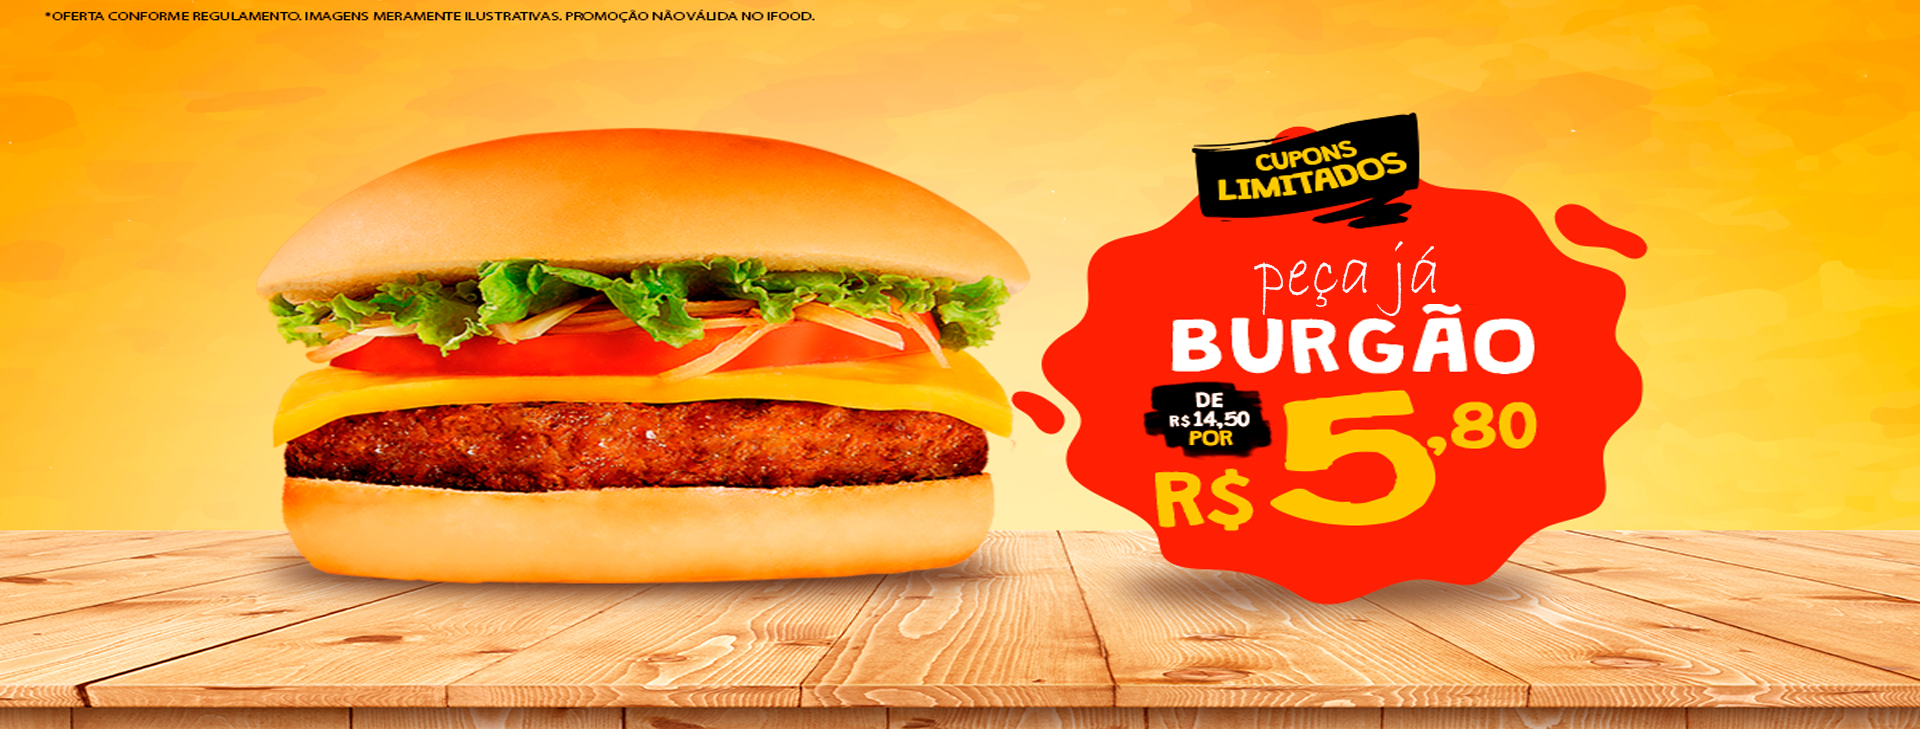 *OFERTA CONFORME REGULAMENTO. IMAGENS MERAMENTE ILUSTRATIVAS. PROMOÇÃO NÃO VÁLIDA NO IFOOD.
CUPONS
LIMITADOS
peça já
BURGÃO
DE
R$ 14,50
POR
R$ 5,80